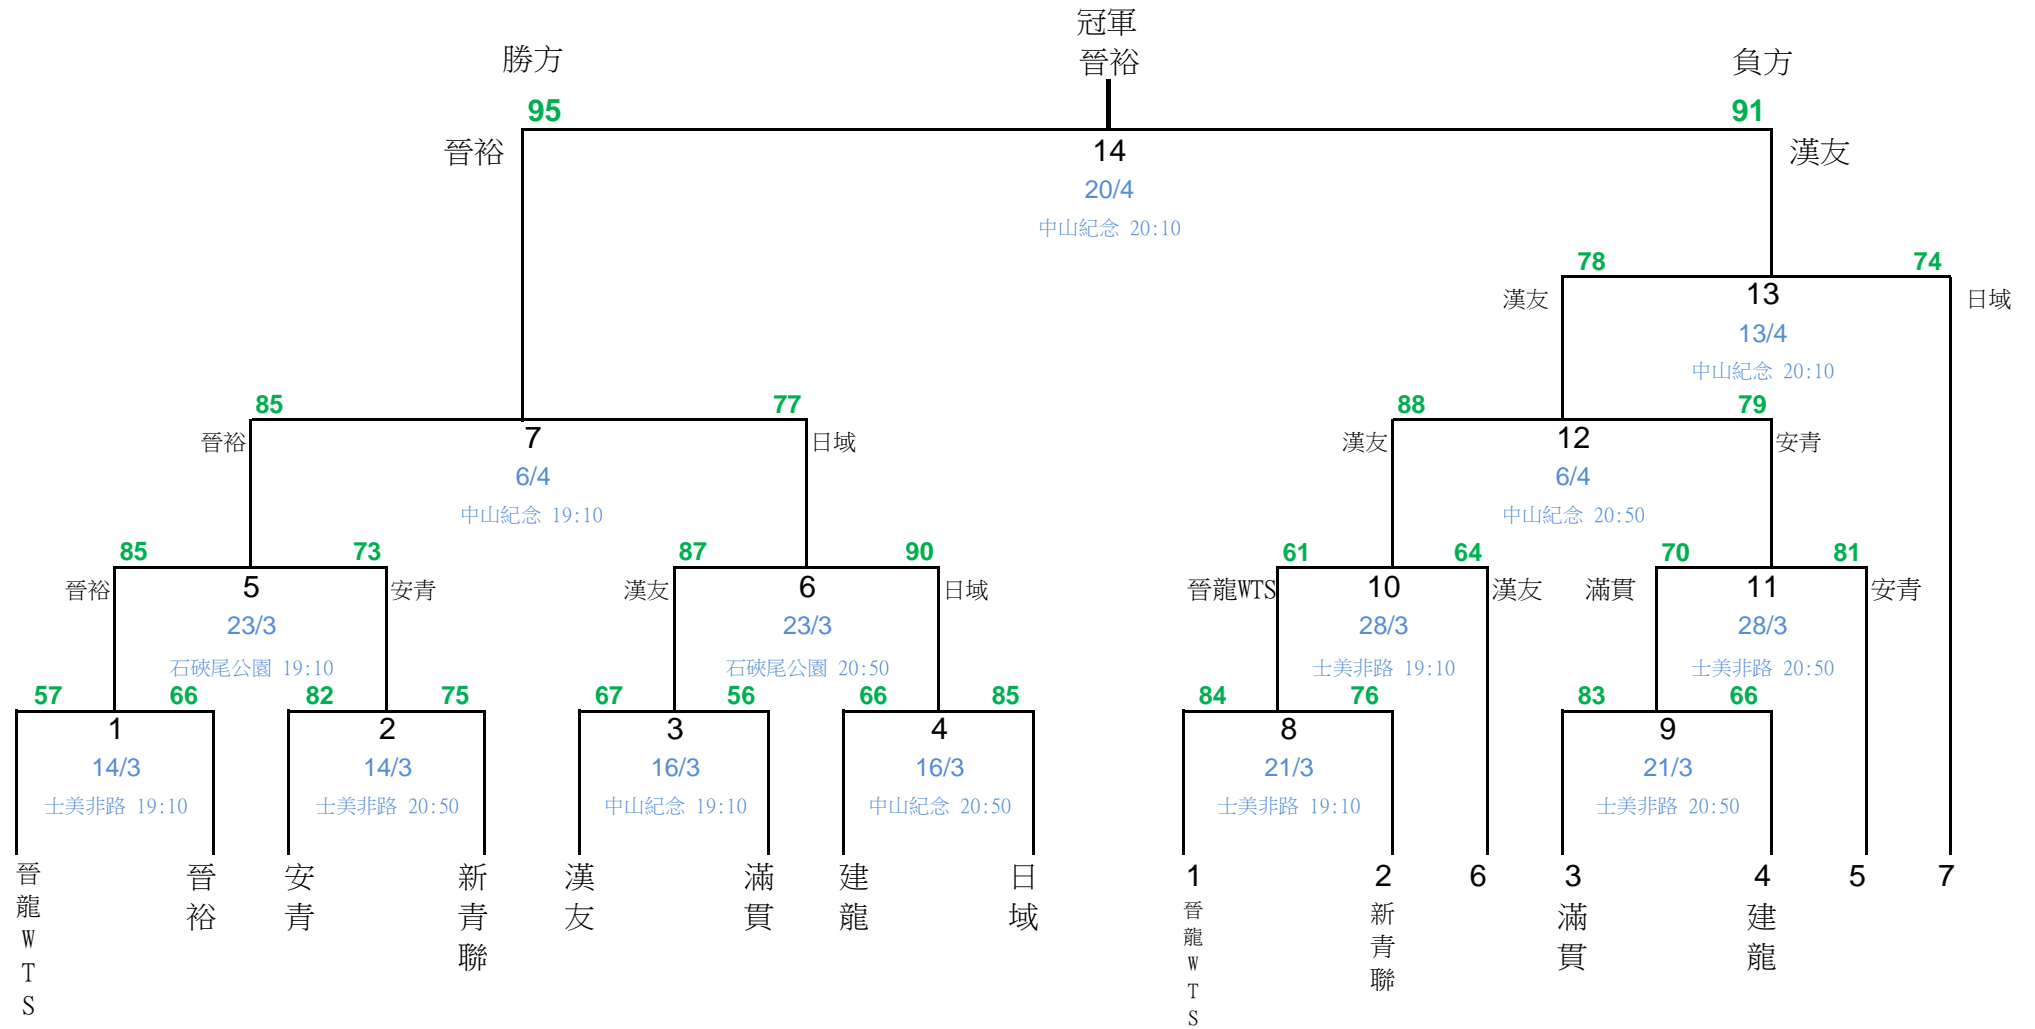 冠軍
勝方 晉裕 負方
95 91
晉裕 14 漢友
20/4
中山紀念 20:10
78 74
漢友 13 日域
13/4
中山紀念 20:10
85 77 88 79
晉裕 7 日域 漢友 12 安青
6/4 6/4
中山紀念 19:10 中山紀念 20:50
85 73 87 90 61 64 70 81
晉裕 5 安青 漢友 6 日域 晉龍WTS 10 漢友 滿貫 11 安青
23/3 23/3 28/3 28/3
石硤尾公園 19:10 石硤尾公園 20:50 士美非路 19:10 士美非路 20:50
57 66 82 75 67 56 66 85 84 76 83 66
1 2 3 4 8 9
14/3 14/3 16/3 16/3 21/3 21/3
士美非路 19:10 士美非路 20:50 中山紀念 19:10 中山紀念 20:50 士美非路 19:10 士美非路 20:50
晉龍WTS 晉裕 安青 新青聯 漢友 滿貫 建龍 日域 1 2 6 3 4 5 7
晉龍WTS 新青聯 滿貫 建龍